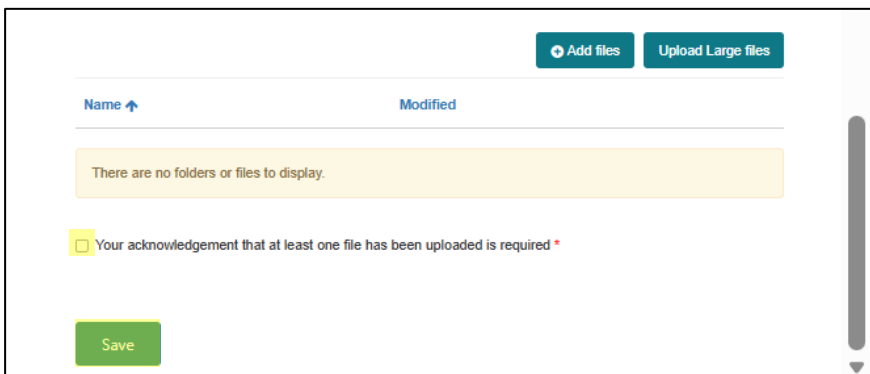 Add files Upload Large files
Name Modified
There are no folders or files to display.
Your acknowledgement that at least one file has been uploaded is required *
Save